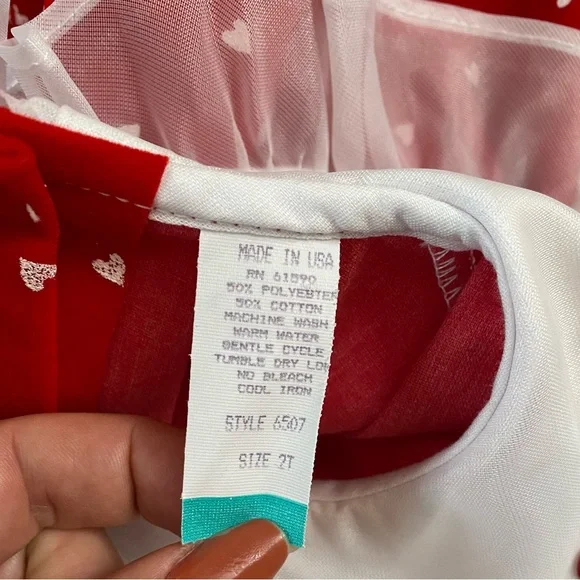 MADE IN USA
RN 61590
50% POLYESTER
50% COTTON
MACHINE WASH
WARM WATER
GENTLE CYCLE
TUMBLE DRY LOW
NO BLEACH
COOL IRON
STYLE 6507
SIZE 2T